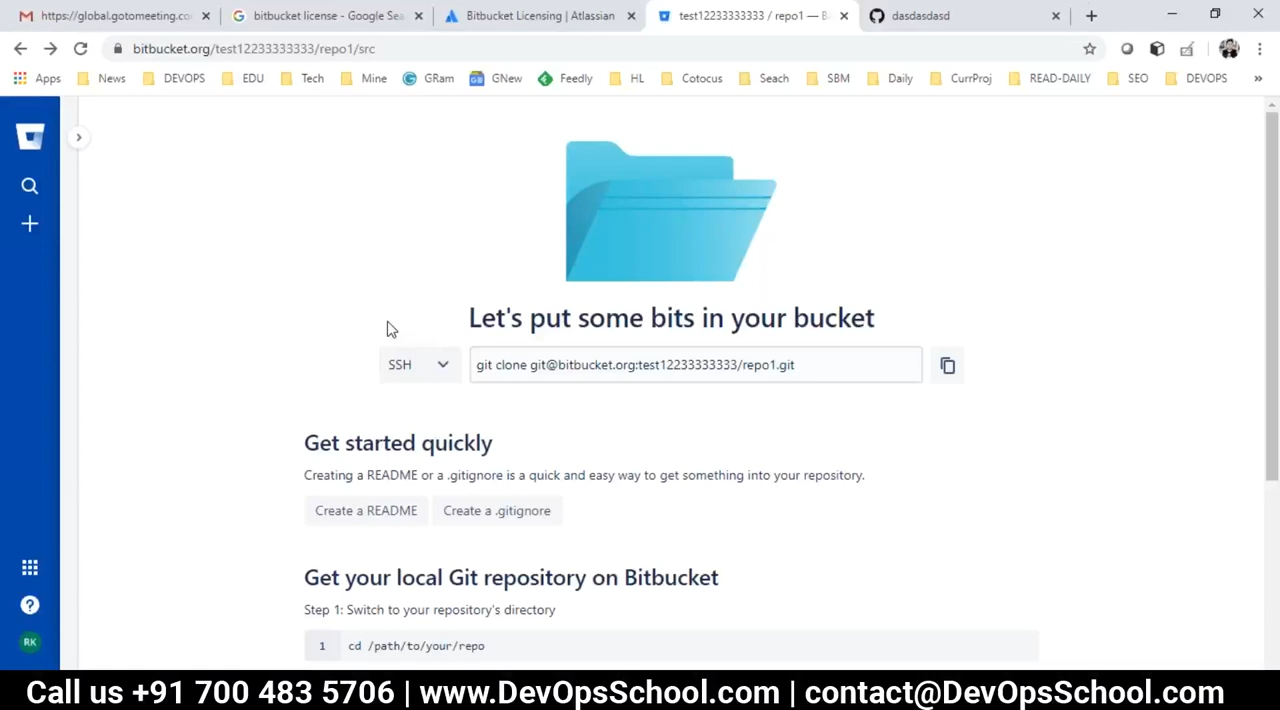 https://global.gotomeeting.co
bitbucket license - Google Sea
Bitbucket Licensing | Atlassian
test12233333333 / repo1 — B
dasdasdasd
bitbucket.org/test12233333333/repo1/src
Apps News DEVOPS EDU Tech Mine GRam GNew Feedly HL Cotocus Seach SBM Daily CurrProj READ-DAILY SEO DEVOPS »
Let's put some bits in your bucket
SSH git clone git@bitbucket.org:test12233333333/repo1.git
Get started quickly
Creating a README or a .gitignore is a quick and easy way to get something into your repository.
Create a README Create a .gitignore
Get your local Git repository on Bitbucket
Step 1: Switch to your repository's directory
1 cd /path/to/your/repo
RK
Call us +91 700 483 5706 | www.DevOpsSchool.com | contact@DevOpsSchool.com